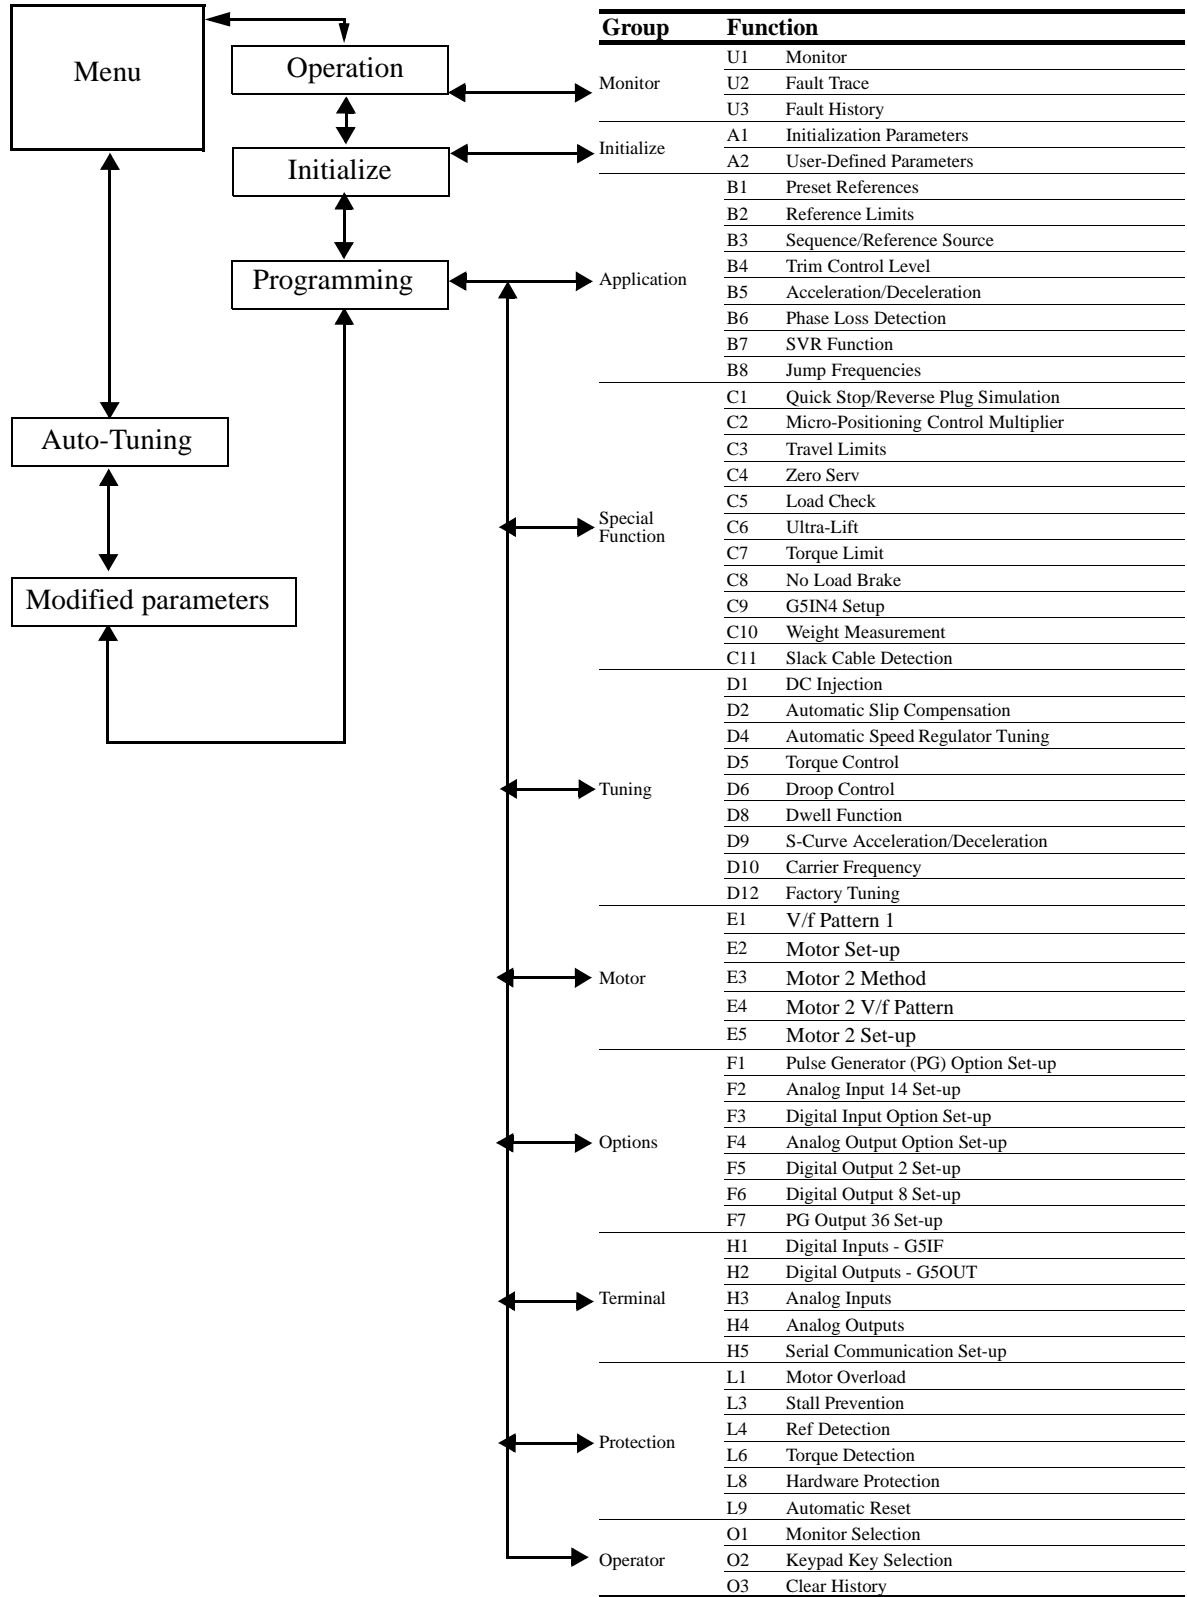 Menu
Operation
Initialize
Programming
Auto-Tuning
Modified parameters
Group Function
Monitor
U1 Monitor
U2 Fault Trace
U3 Fault History
Initialize
A1 Initialization Parameters
A2 User-Defined Parameters
Application
B1 Preset References
B2 Reference Limits
B3 Sequence/Reference Source
B4 Trim Control Level
B5 Acceleration/Deceleration
B6 Phase Loss Detection
B7 SVR Function
B8 Jump Frequencies
Special
Function
C1 Quick Stop/Reverse Plug Simulation
C2 Micro-Positioning Control Multiplier
C3 Travel Limits
C4 Zero Serv
C5 Load Check
C6 Ultra-Lift
C7 Torque Limit
C8 No Load Brake
C9 G5IN4 Setup
C10 Weight Measurement
C11 Slack Cable Detection
Tuning
D1 DC Injection
D2 Automatic Slip Compensation
D4 Automatic Speed Regulator Tuning
D5 Torque Control
D6 Droop Control
D8 Dwell Function
D9 S-Curve Acceleration/Deceleration
D10 Carrier Frequency
D12 Factory Tuning
Motor
E1 V/f Pattern 1
E2 Motor Set-up
E3 Motor 2 Method
E4 Motor 2 V/f Pattern
E5 Motor 2 Set-up
Options
F1 Pulse Generator (PG) Option Set-up
F2 Analog Input 14 Set-up
F3 Digital Input Option Set-up
F4 Analog Output Option Set-up
F5 Digital Output 2 Set-up
F6 Digital Output 8 Set-up
F7 PG Output 36 Set-up
Terminal
H1 Digital Inputs - G5IF
H2 Digital Outputs - G5OUT
H3 Analog Inputs
H4 Analog Outputs
H5 Serial Communication Set-up
Protection
L1 Motor Overload
L3 Stall Prevention
L4 Ref Detection
L6 Torque Detection
L8 Hardware Protection
L9 Automatic Reset
Operator
O1 Monitor Selection
O2 Keypad Key Selection
O3 Clear History